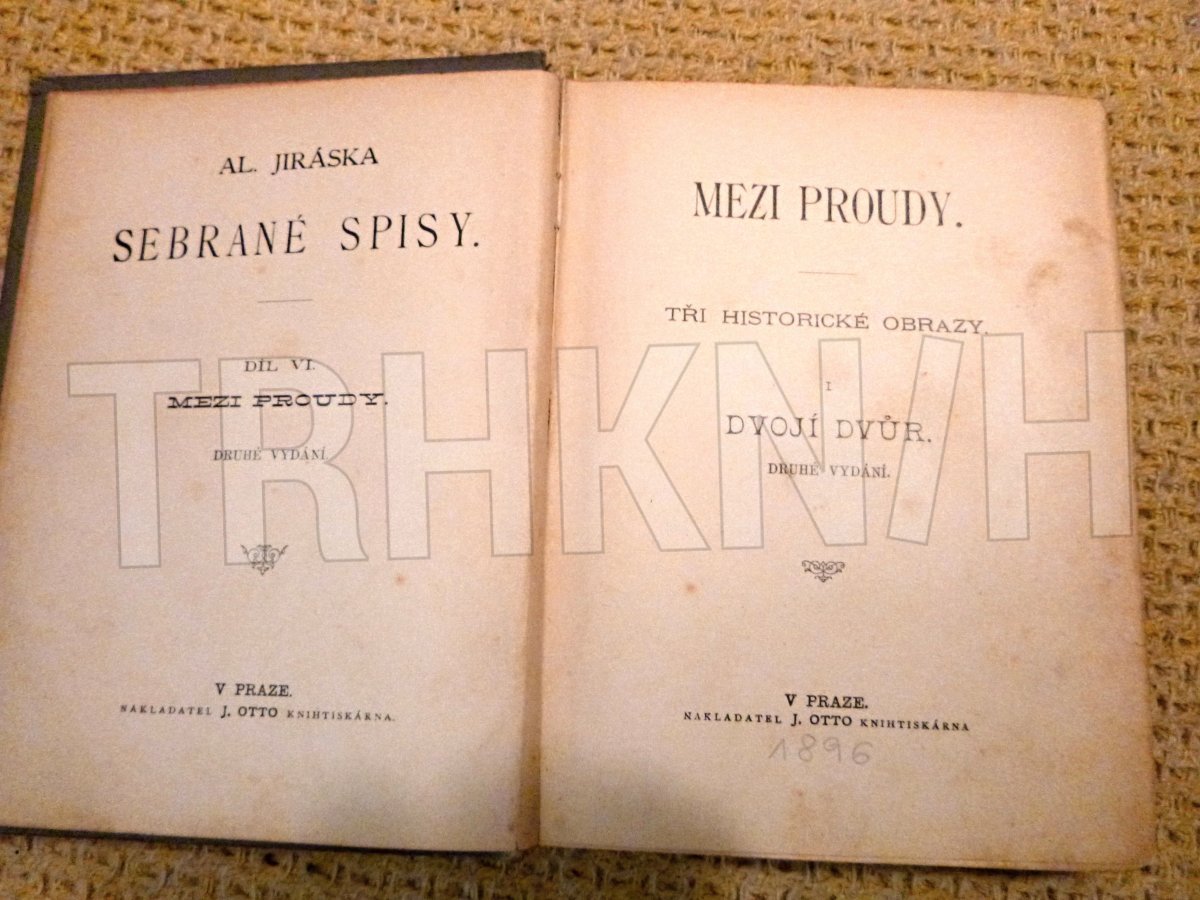 AL. JIRÁSKA
SEBRANÉ SPISY.
DÍL VI.
MEZI PROUDY.
DRUHÉ VYDÁNÍ
V PRAZE.
NAKLADATEL J. OTTO KNIHTISKÁRNA.
MEZI PROUDY.
TŘI HISTORICKÉ OBRAZY.
I
DVOJÍ DVŮR.
DRUHÉ VYDÁNÍ.
V PRAZE.
NAKLADATEL J. OTTO KNIHTISKÁRNA
1896
TRHKNIH